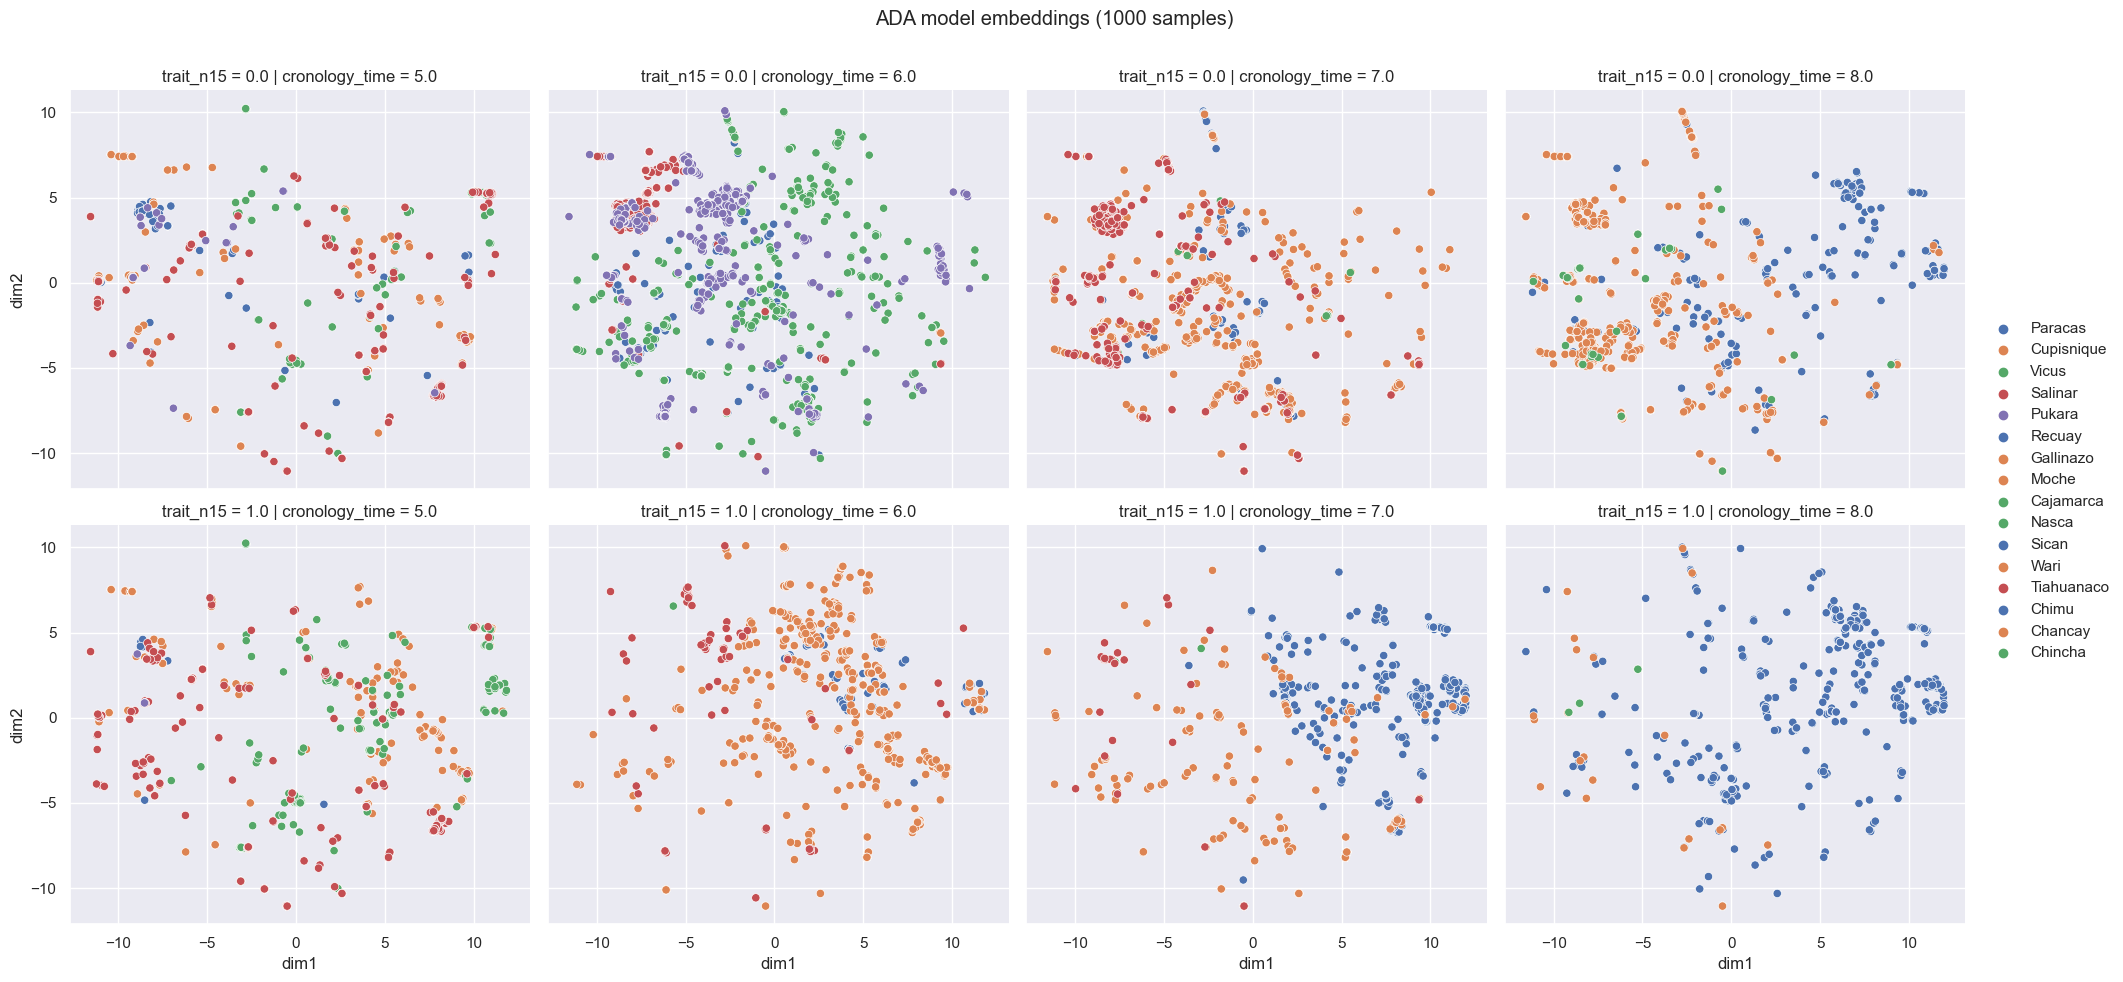 ADA model embeddings (1000 samples)
trait_n15 = 0.0 | cronology_time = 5.0
trait_n15 = 0.0 | cronology_time = 6.0
trait_n15 = 0.0 | cronology_time = 7.0
trait_n15 = 0.0 | cronology_time = 8.0
10
5
0
−5
−10
dim2
trait_n15 = 1.0 | cronology_time = 5.0
trait_n15 = 1.0 | cronology_time = 6.0
trait_n15 = 1.0 | cronology_time = 7.0
trait_n15 = 1.0 | cronology_time = 8.0
10
5
0
−5
−10
dim2
−10 −5 0 5 10
−10 −5 0 5 10
−10 −5 0 5 10
−10 −5 0 5 10
dim1
dim1
dim1
dim1
Paracas
Cupisnique
Vicus
Salinar
Pukara
Recuay
Gallinazo
Moche
Cajamarca
Nasca
Sican
Wari
Tiahuanaco
Chimu
Chancay
Chincha